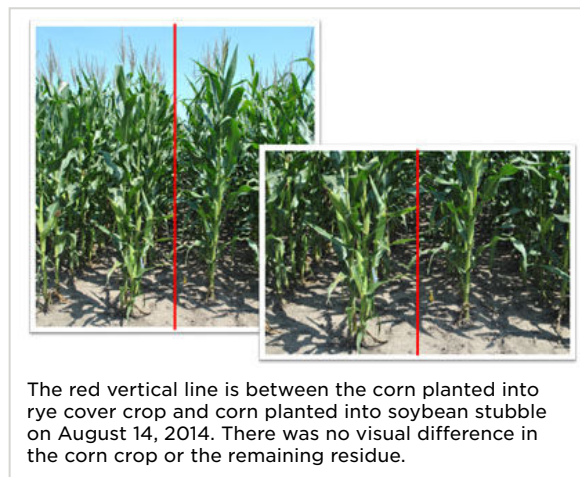 The red vertical line is between the corn planted into
rye cover crop and corn planted into soybean stubble
on August 14, 2014. There was no visual difference in
the corn crop or the remaining residue.